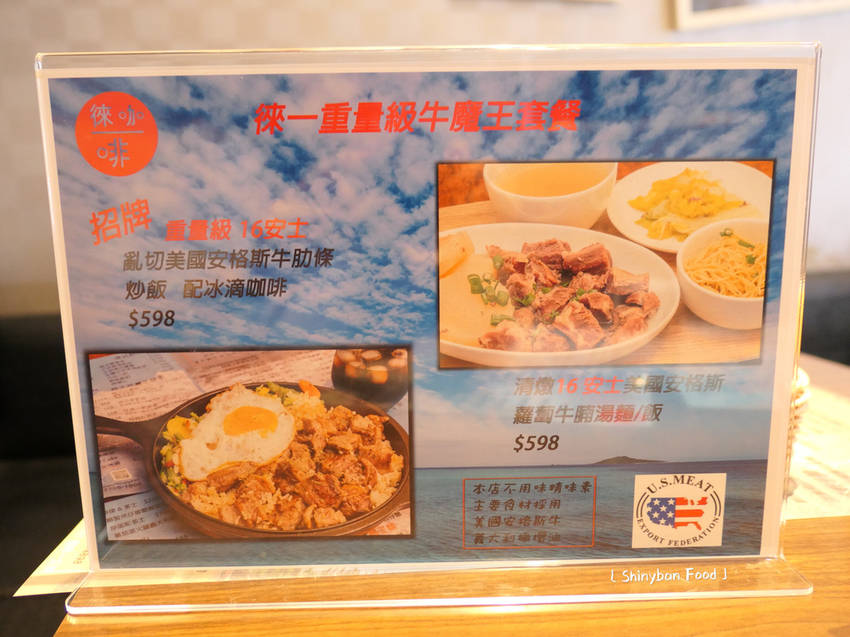 徠咖
啡
徠一重量級牛魔王套餐
招牌 重量級 16安士
亂切美國安格斯牛肋條
炒飯 配冰滴咖啡
$598
清燉16安士美國安格斯
蘿蔔牛腩湯麵/飯
$598
本店不用味精味素
主要食材採用
美國安格斯牛
義大利橄欖油
U.S. MEAT
EXPORT FEDERATION
[ Shinyban Food ]